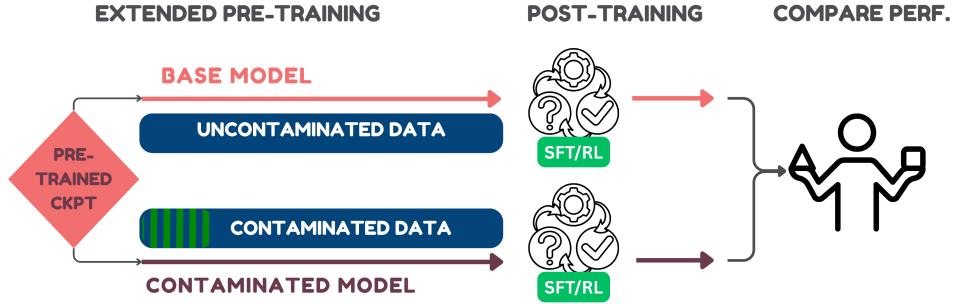 EXTENDED PRE-TRAINING
POST-TRAINING
COMPARE PERF.
BASE MODEL
UNCONTAMINATED DATA
SFT/RL
PRE-
TRAINED
CKPT
CONTAMINATED DATA
CONTAMINATED MODEL
SFT/RL